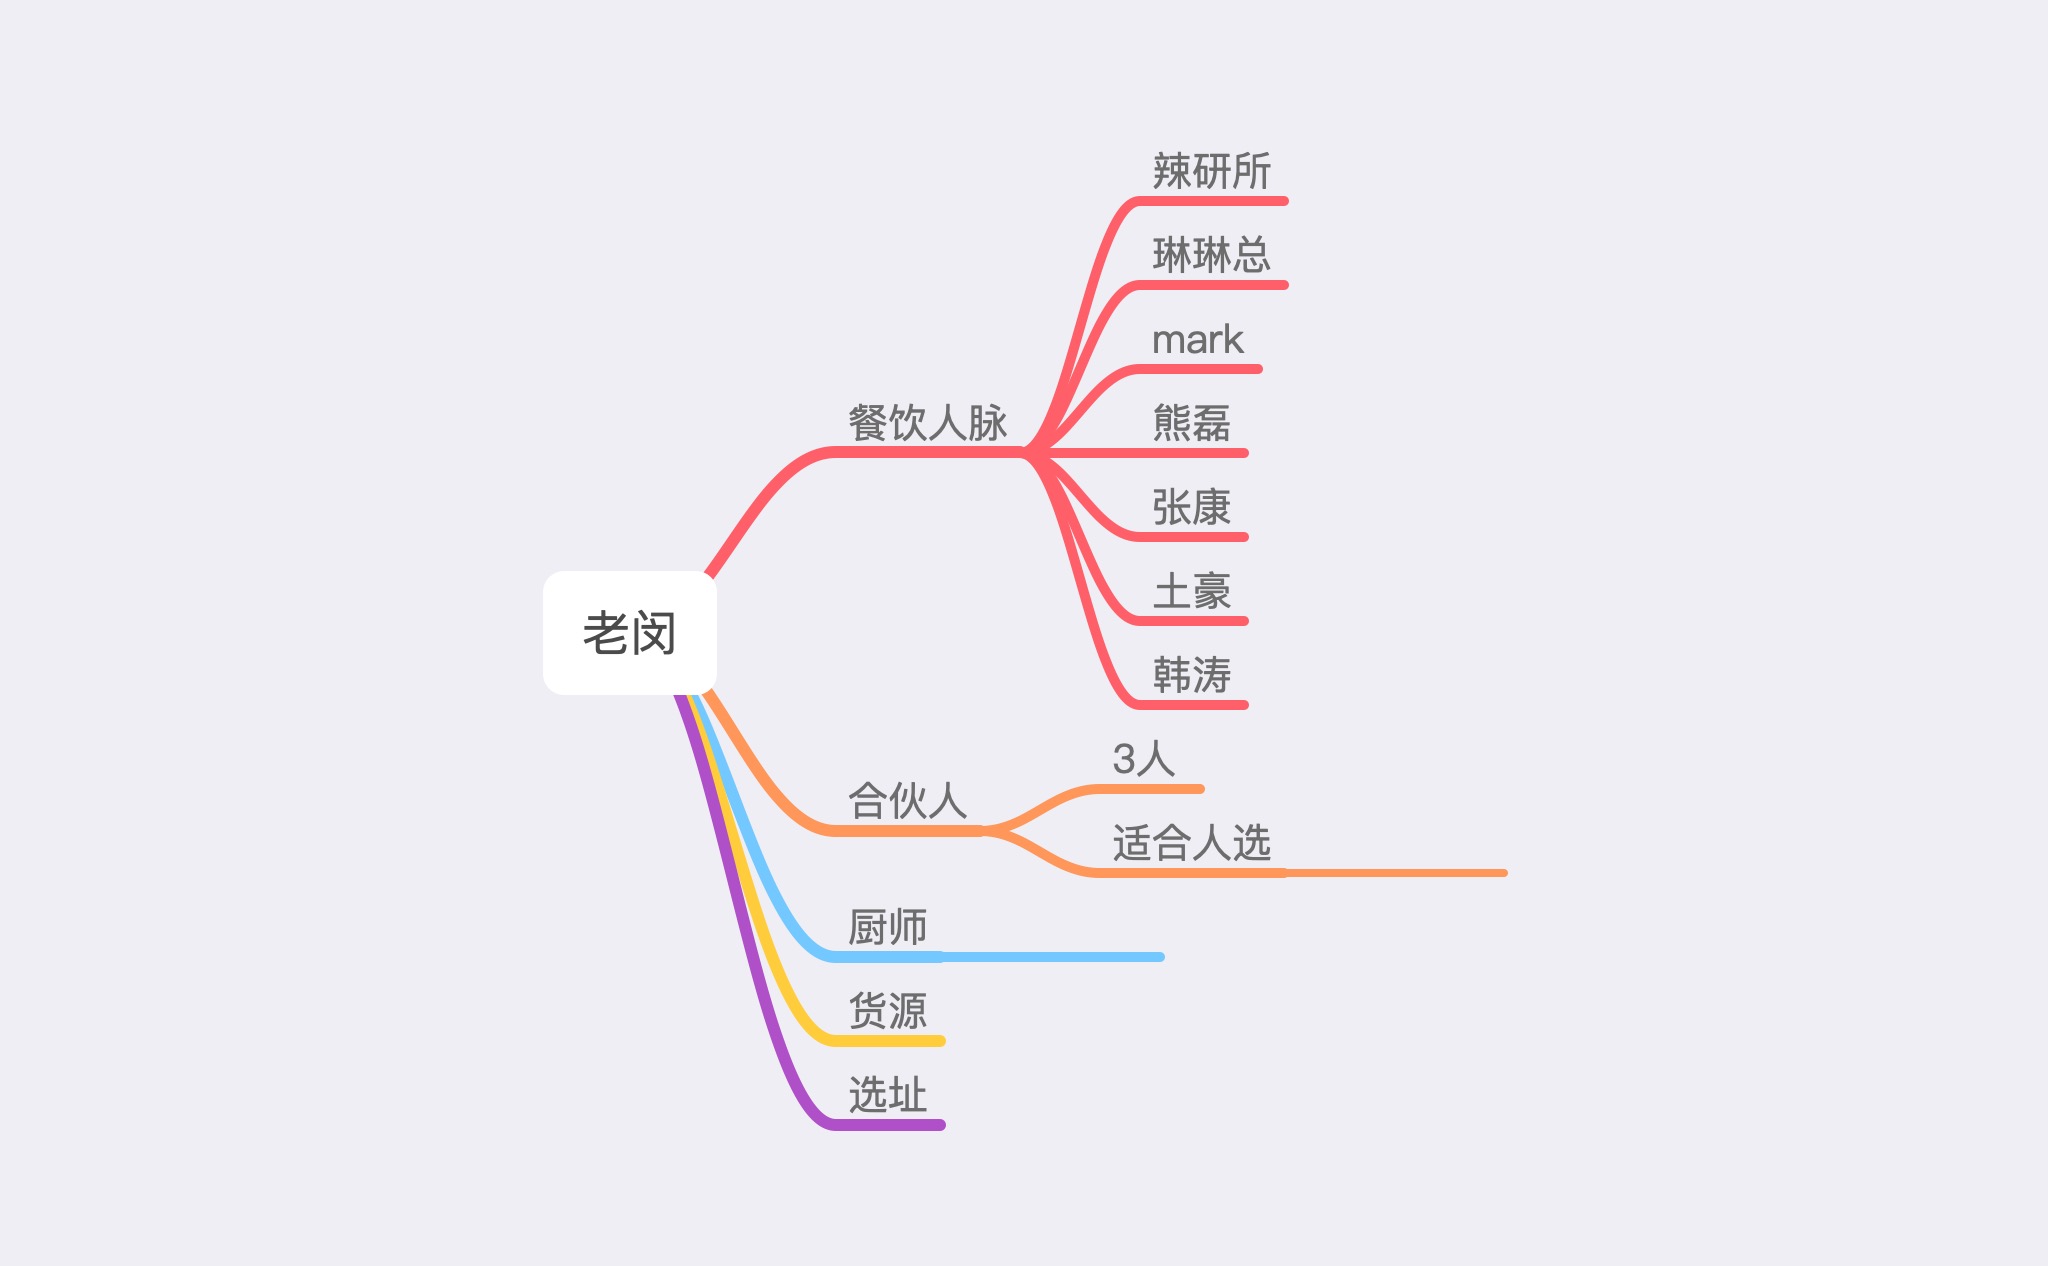 老闵
餐饮人脉
辣研所
琳琳总
mark
熊磊
张康
土豪
韩涛
合伙人
3人
适合人选
厨师
货源
选址